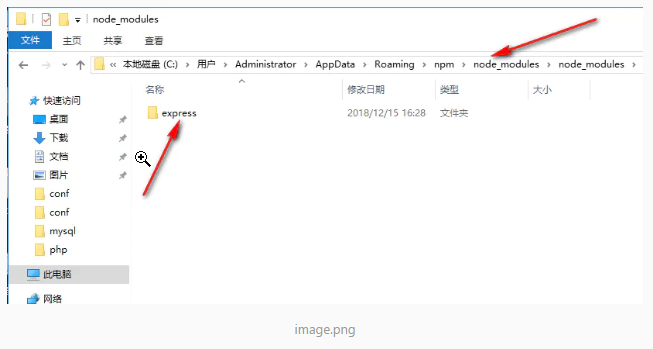 node_modules
文件 主页 共享 查看
« 本地磁盘 (C:) › 用户 › Administrator › AppData › Roaming › npm › node_modules › node_modules ›
名称 修改日期 类型 大小
快速访问
express 2018/12/15 16:28 文件夹
桌面
下载
文档
图片
conf
conf
mysql
php
此电脑
网络
image.png